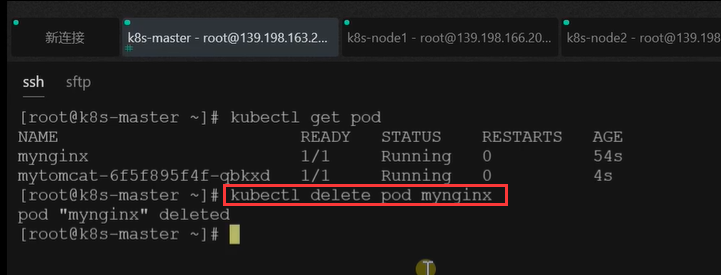 新连接 k8s-master - root@139.198.163.2... k8s-node1 - root@139.198.166.20... k8s-node2 - root@139.198
ssh sftp
[root@k8s-master ~]# kubectl get pod
NAME READY STATUS RESTARTS AGE
mynginx 1/1 Running 0 54s
mytomcat-6f5f895f4f-qbkxd 1/1 Running 0 4s
[root@k8s-master ~]# kubectl delete pod mynginx
pod "mynginx" deleted
[root@k8s-master ~]#